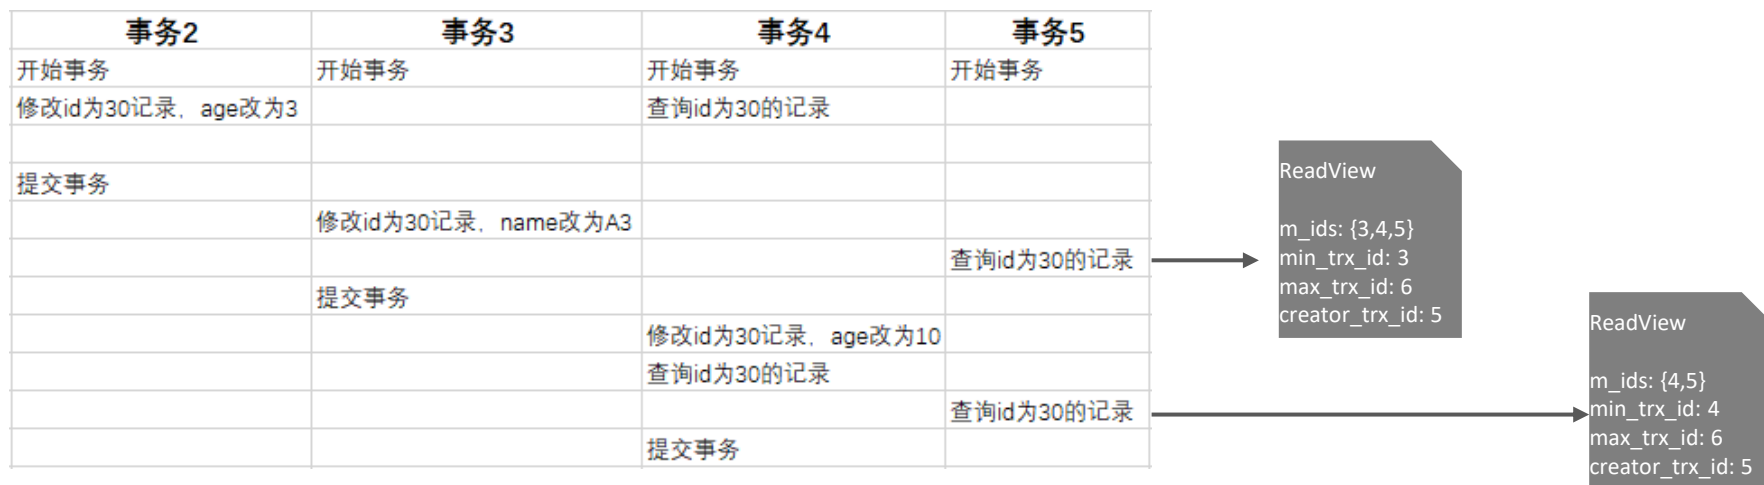 事务2 事务3 事务4 事务5
开始事务 开始事务 开始事务 开始事务
修改id为30记录，age改为3 查询id为30的记录
提交事务
修改id为30记录，name改为A3
查询id为30的记录
提交事务
修改id为30记录，age改为10
查询id为30的记录
查询id为30的记录
提交事务
ReadView
m_ids: {3,4,5}
min_trx_id: 3
max_trx_id: 6
creator_trx_id: 5
ReadView
m_ids: {4,5}
min_trx_id: 4
max_trx_id: 6
creator_trx_id: 5